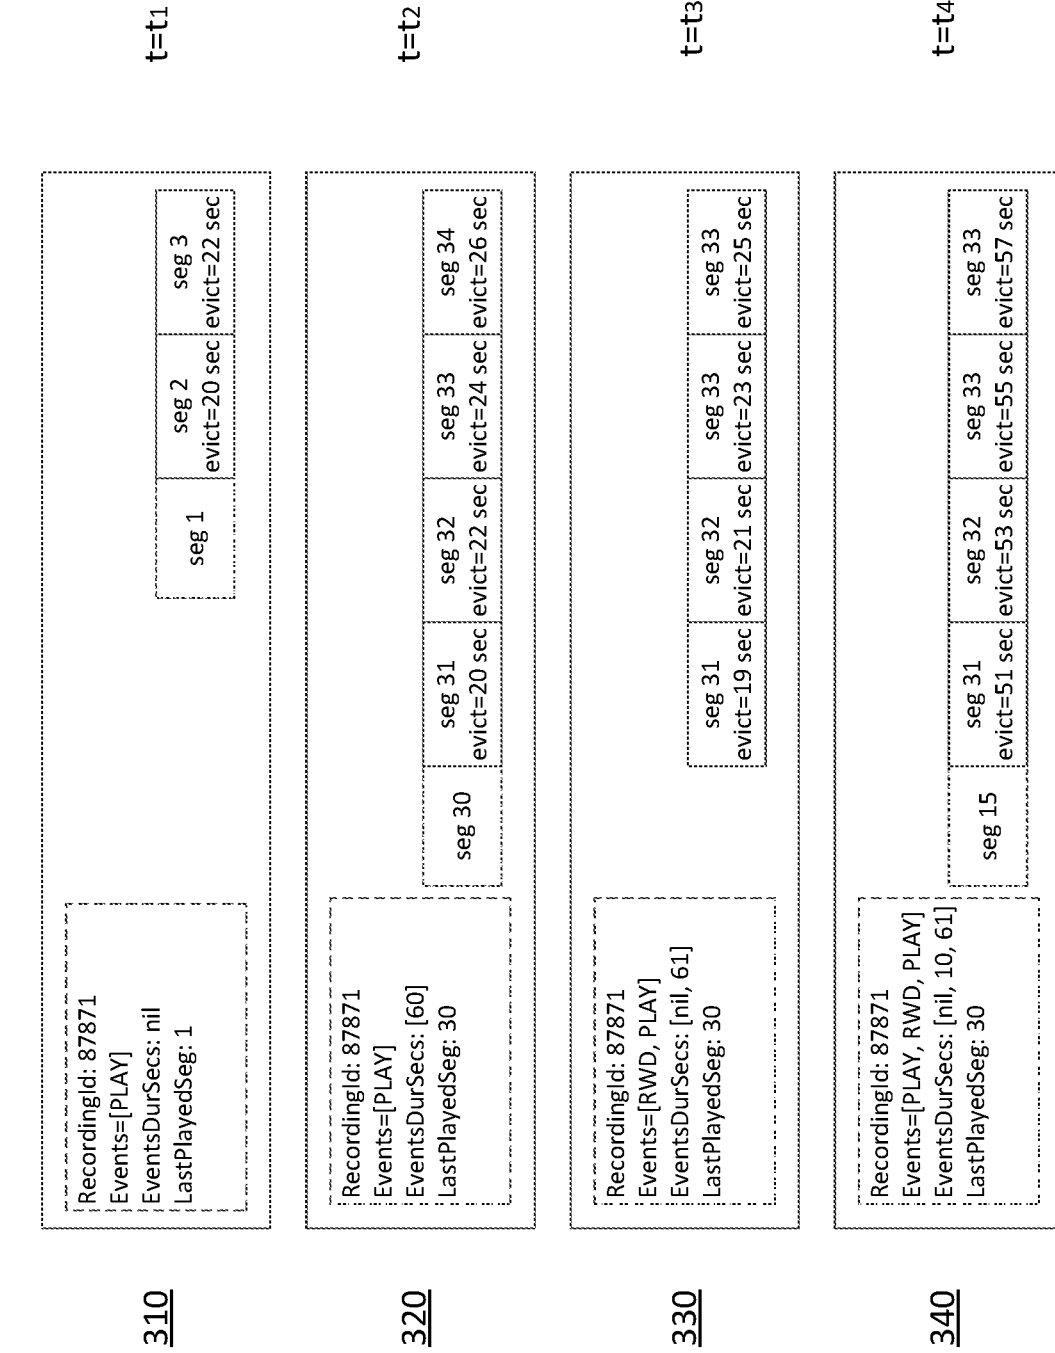 310
RecordingId: 87871
Events=[PLAY]
EventsDurSecs: nil
LastPlayedSeg: 1
seg 1
seg 2
evict=20 sec
seg 3
evict=22 sec
t=t1
320
RecordingId: 87871
Events=[PLAY]
EventsDurSecs: [60]
LastPlayedSeg: 30
seg 30
seg 31
evict=20 sec
seg 32
evict=22 sec
seg 33
evict=24 sec
seg 34
evict=26 sec
t=t2
330
RecordingId: 87871
Events=[RWD, PLAY]
EventsDurSecs: [nil, 61]
LastPlayedSeg: 30
seg 31
evict=19 sec
seg 32
evict=21 sec
seg 33
evict=23 sec
seg 33
evict=25 sec
t=t3
340
RecordingId: 87871
Events=[PLAY, RWD, PLAY]
EventsDurSecs: [nil, 10, 61]
LastPlayedSeg: 30
seg 15
seg 31
evict=51 sec
seg 32
evict=53 sec
seg 33
evict=55 sec
seg 33
evict=57 sec
t=t4